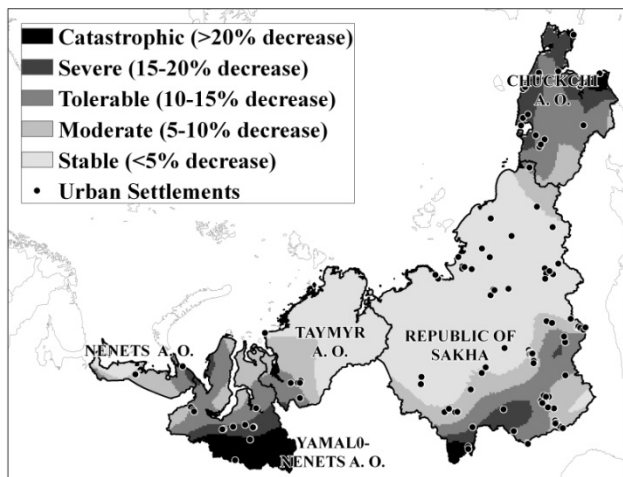 Catastrophic (>20% decrease)
Severe (15-20% decrease)
Tolerable (10-15% decrease)
Moderate (5-10% decrease)
Stable (<5% decrease)
Urban Settlements
CHUCKCHI
A. O.
TAYMYR
A. O.
REPUBLIC OF
SAKHA
NENETS A. O.
YAMAL0-
NENETS A. O.